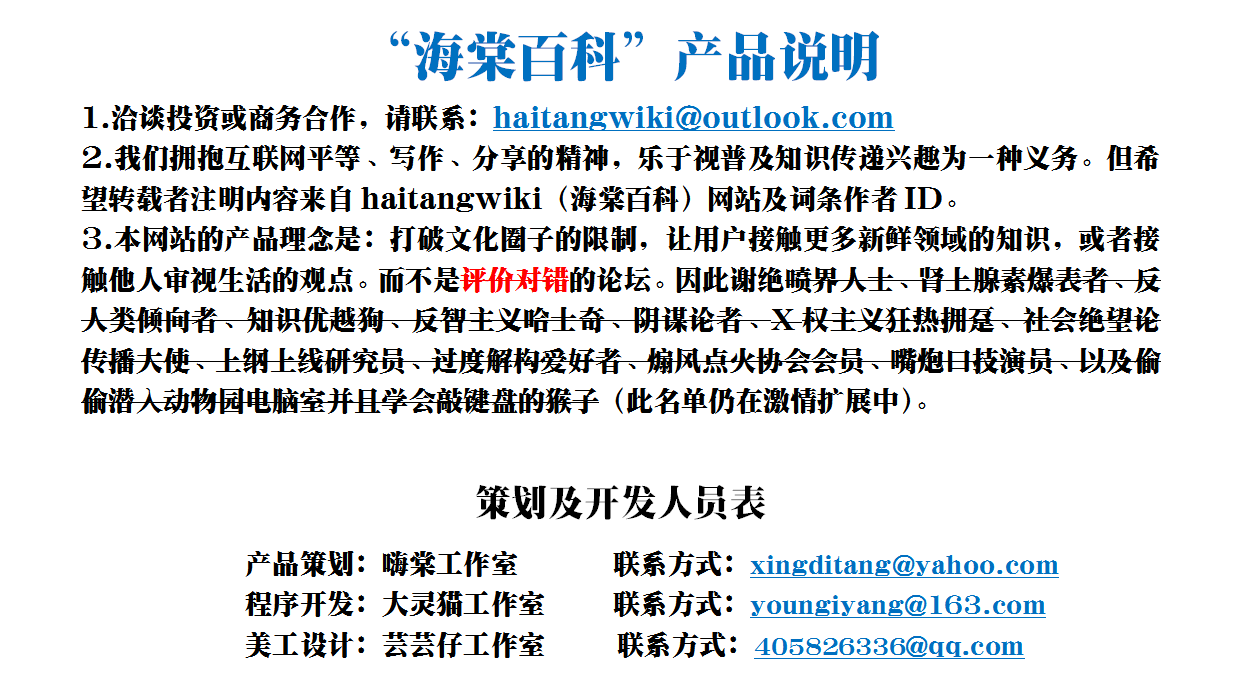 “海棠百科”产品说明
1.洽谈投资或商务合作，请联系：haitangwiki@outlook.com
2.我们拥抱互联网平等、写作、分享的精神，乐于视普及知识传递兴趣为一种义务。但希
望转载者注明内容来自haitangwiki（海棠百科）网站及词条作者ID。
3.本网站的产品理念是：打破文化圈子的限制，让用户接触更多新鲜领域的知识，或者接
触他人审视生活的观点。而不是评价对错的论坛。因此谢绝喷界人士、肾上腺素爆表者、反
人类倾向者、知识优越狗、反智主义哈士奇、阴谋论者、X权主义狂热拥趸、社会绝望论
传播大使、上纲上线研究员、过度解构爱好者、煽风点火协会会员、嘴炮口技演员、以及偷
偷潜入动物园电脑室并且学会敲键盘的猴子（此名单仍在激情扩展中）。
策划及开发人员表
产品策划：嗨棠工作室 联系方式：xingditang@yahoo.com
程序开发：大灵猫工作室 联系方式：youngiyang@163.com
美工设计：芸芸仔工作室 联系方式：405826336@qq.com